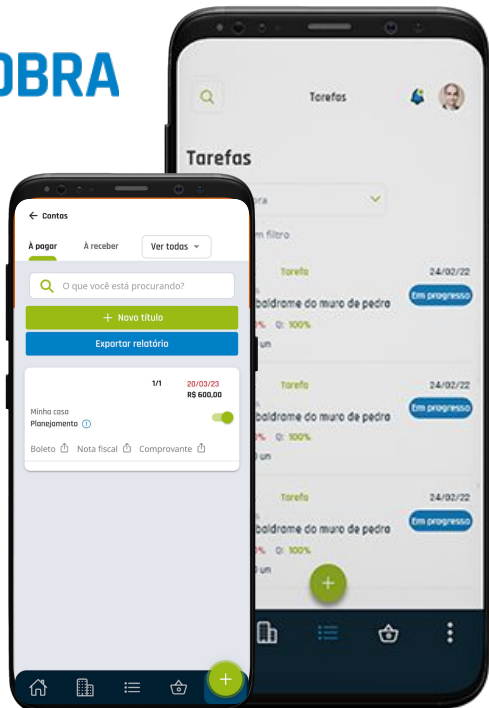 OBRA
Tarefas
Tarefas
Tarefa
24/02/22
baldrame do muro de pedra
Em progresso
Q: 100%
un
Tarefa
24/02/22
baldrame do muro de pedra
Em progresso
Q: 100%
un
Tarefa
24/02/22
baldrame do muro de pedra
Em progresso
Q: 100%
un
← Contas
À pagar
À receber
Ver todas
O que você está procurando?
+ Novo título
Exportar relatório
1/1
20/03/23
R$ 600,00
Minha casa
Planejamento
Boleto Nota fiscal Comprovante